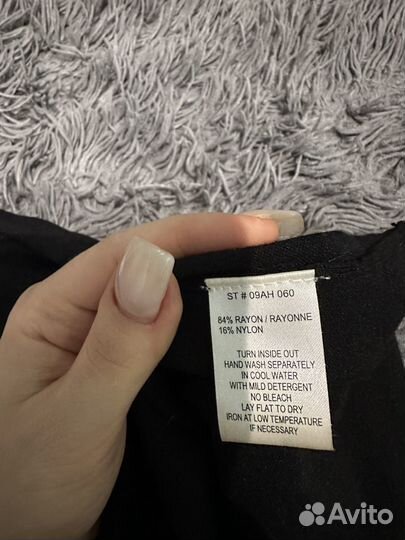 ST # 09AH 060
84% RAYON / RAYONNE
16% NYLON
TURN INSIDE OUT
HAND WASH SEPARATELY
IN COOL WATER
WITH MILD DETERGENT
NO BLEACH
LAY FLAT TO DRY
IRON AT LOW TEMPERATURE
IF NECESSARY
Avito